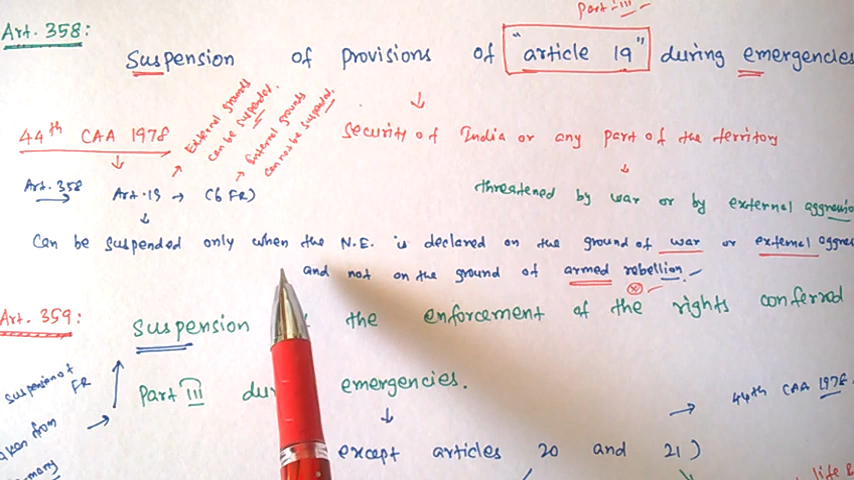 Part-III
Art. 358:
Suspension of provisions of "article 19" during emergencies
External grounds
can be suspended.
Internal grounds
cannot be suspended.
44th CAA 1978
Security of India or any part of the territory
Art. 358 Art. 19 → (6 FR)
threatened by war or by external aggression
Can be suspended only when the N.E. is declared on the ground of war or external aggres
and not on the ground of armed rebellion
Art. 359:
Suspension the enforcement of the rights conferred
suspension of
FR
Part III du emergencies.
44th CAA 1978.
taken from
many
except articles 20 and 21)
life &